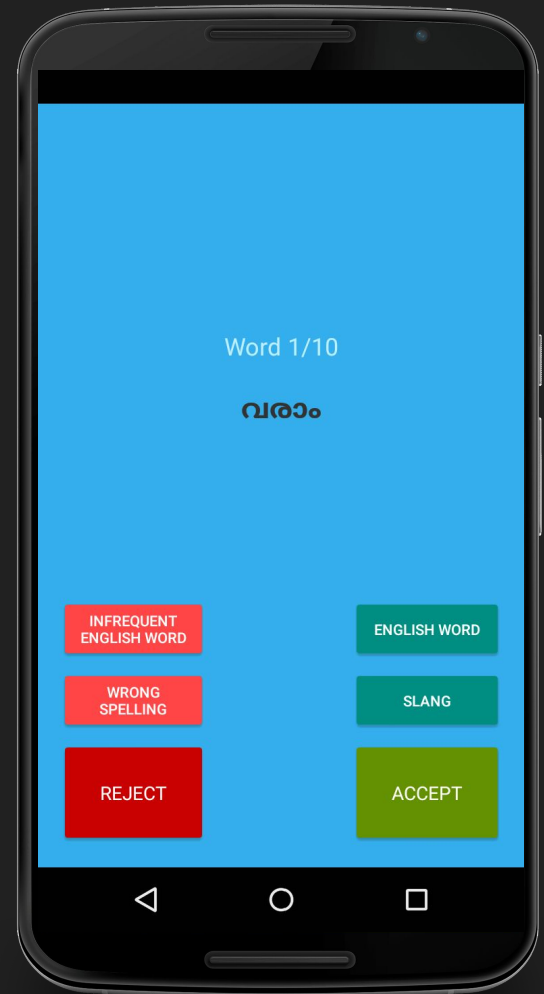 Word 1/10
വരാം
INFREQUENT
ENGLISH WORD
ENGLISH WORD
WRONG
SPELLING
SLANG
REJECT
ACCEPT